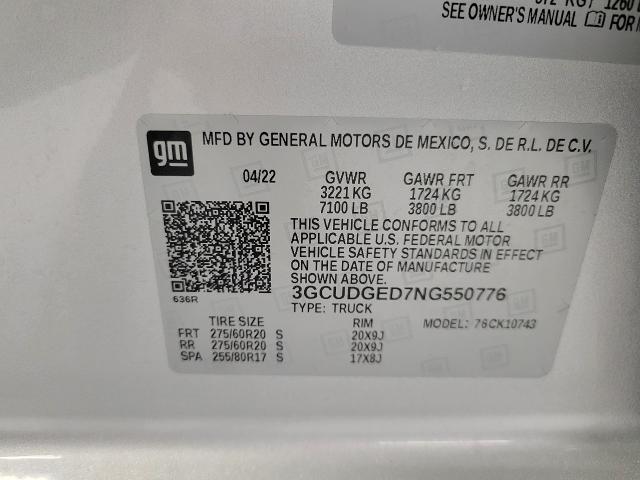 1260
SEE OWNER'S MANUAL FOR
gm
MFD BY GENERAL MOTORS DE MEXICO, S. DE R.L. DE C.V.
04/22 GVWR GAWR FRT GAWR RR
3221 KG 1724 KG 1724 KG
7100 LB 3800 LB 3800 LB
THIS VEHICLE CONFORMS TO ALL
APPLICABLE U.S. FEDERAL MOTOR
VEHICLE SAFETY STANDARDS IN EFFECT
ON THE DATE OF MANUFACTURE
SHOWN ABOVE.
636R
3GCUDGED7NG550776
TYPE: TRUCK
TIRE SIZE RIM MODEL: 76CK10743
FRT 275/60R20 S 20X9J
RR 275/60R20 S 20X9J
SPA 255/80R17 S 17X8J